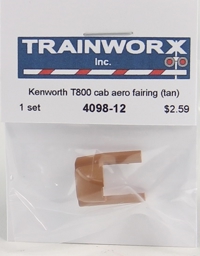 TRAINWORX
Inc.
Kenworth T800 cab aero fairing (tan)
1 set 4098-12 $2.59